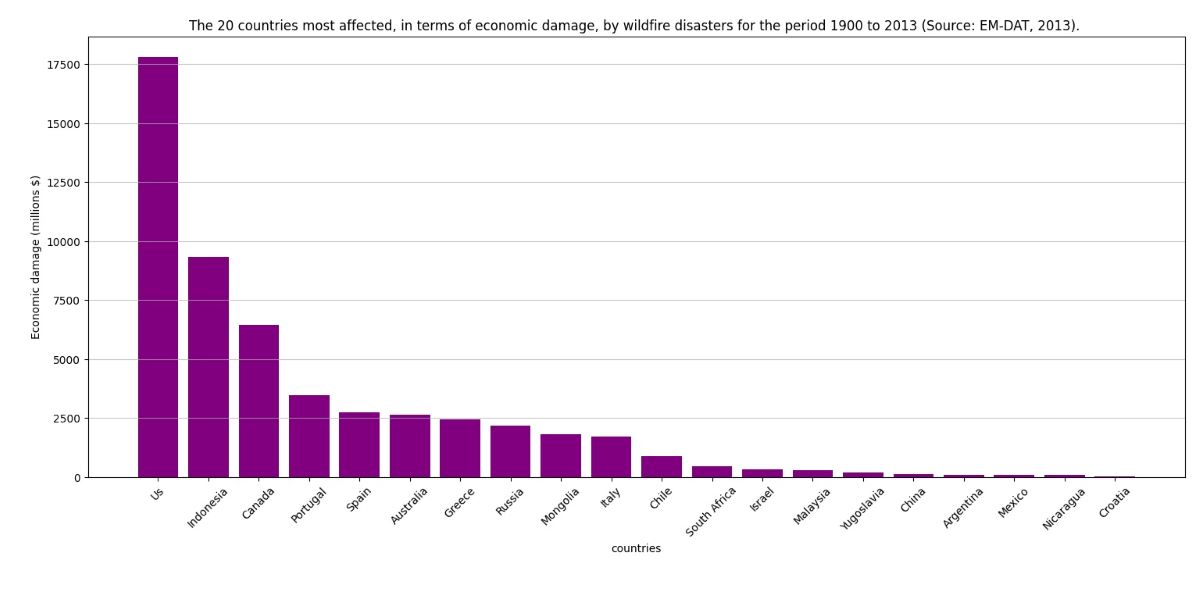 The 20 countries most affected, in terms of economic damage, by wildfire disasters for the period 1900 to 2013 (Source: EM-DAT, 2013).
Economic damage (millions $)
17500
15000
12500
10000
7500
5000
2500
0
Us
Indonesia
Canada
Portugal
Spain
Australia
Greece
Russia
Mongolia
Italy
Chile
South Africa
Israel
Malaysia
Yugoslavia
China
Argentina
Mexico
Nicaragua
Croatia
countries